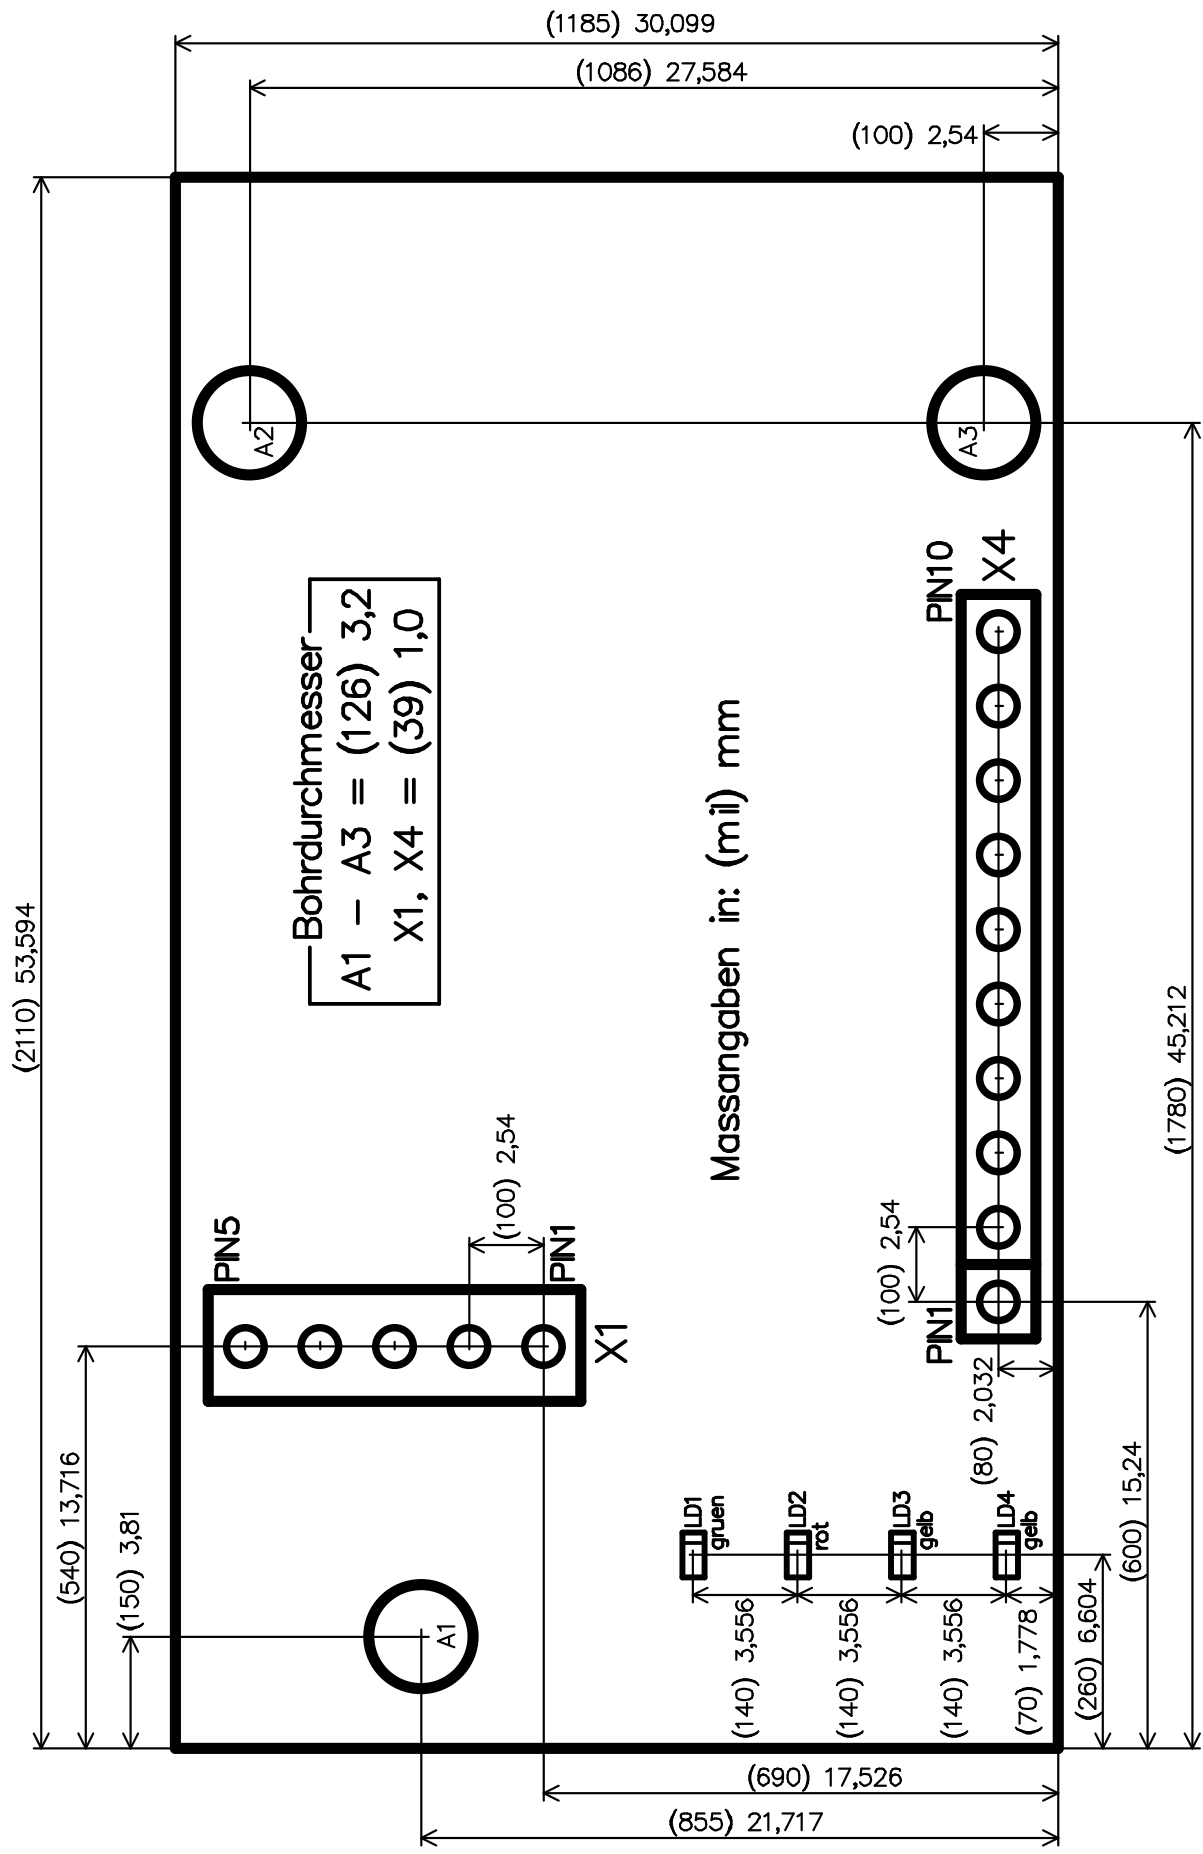 (1185) 30,099
(1086) 27,584
(100) 2,54
(2110) 53,594
A2
A3
Bohrdurchmesser
A1 – A3 = (126) 3,2
X1, X4 = (39) 1,0
PIN10
X4
Massangaben in: (mil) mm
(1780) 45,212
(100) 2,54
PIN5
PIN1
X1
(100) 2,54
PIN1
(80) 2,032
(540) 13,716
(150) 3,81
A1
LD1
gruen
LD2
rot
LD3
gelb
LD4
gelb
(600) 15,24
(140) 3,556
(140) 3,556
(140) 3,556
(70) 1,778
(260) 6,604
(690) 17,526
(855) 21,717